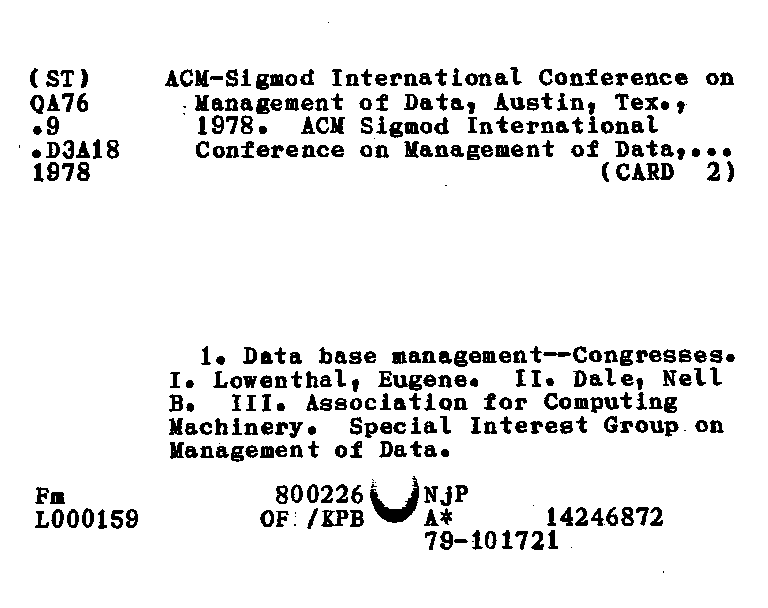 (ST) ACM-Sigmod International Conference on
QA76 Management of Data, Austin, Tex.,
.9 1978. ACM Sigmod International
.D3A18 Conference on Management of Data,...
1978 (CARD 2)
1. Data base management--Congresses.
I. Lowenthal, Eugene. II. Dale, Nell
B. III. Association for Computing
Machinery. Special Interest Group on
Management of Data.
Fm 800226 NjP
L000159 OF /KPB A* 14246872
79-101721